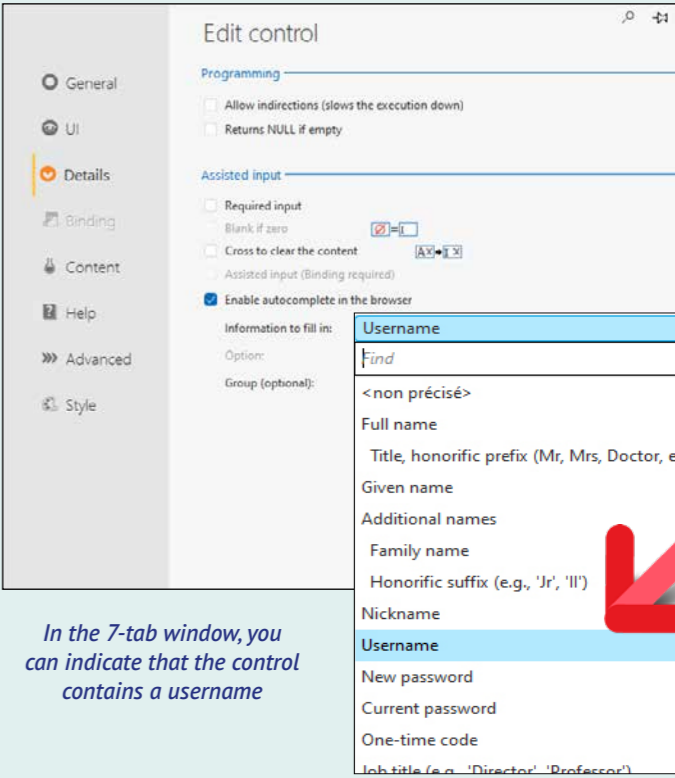 Edit control
General
UI
Details
Binding
Content
Help
Advanced
Style
Programming
Allow indirections (slows the execution down)
Returns NULL if empty
Assisted input
Required input
Blank if zero
Cross to clear the content
Assisted input (Binding required)
Enable autocomplete in the browser
Information to fill in:
Username
Option:
Find
Group (optional):
<non précisé>
Full name
Title, honorific prefix (Mr, Mrs, Doctor, e
Given name
Additional names
Family name
Honorific suffix (e.g., 'Jr', 'II')
Nickname
Username
New password
Current password
One-time code
Job title (e.g., 'Director', 'Professor')
In the 7-tab window, you
can indicate that the control
contains a username